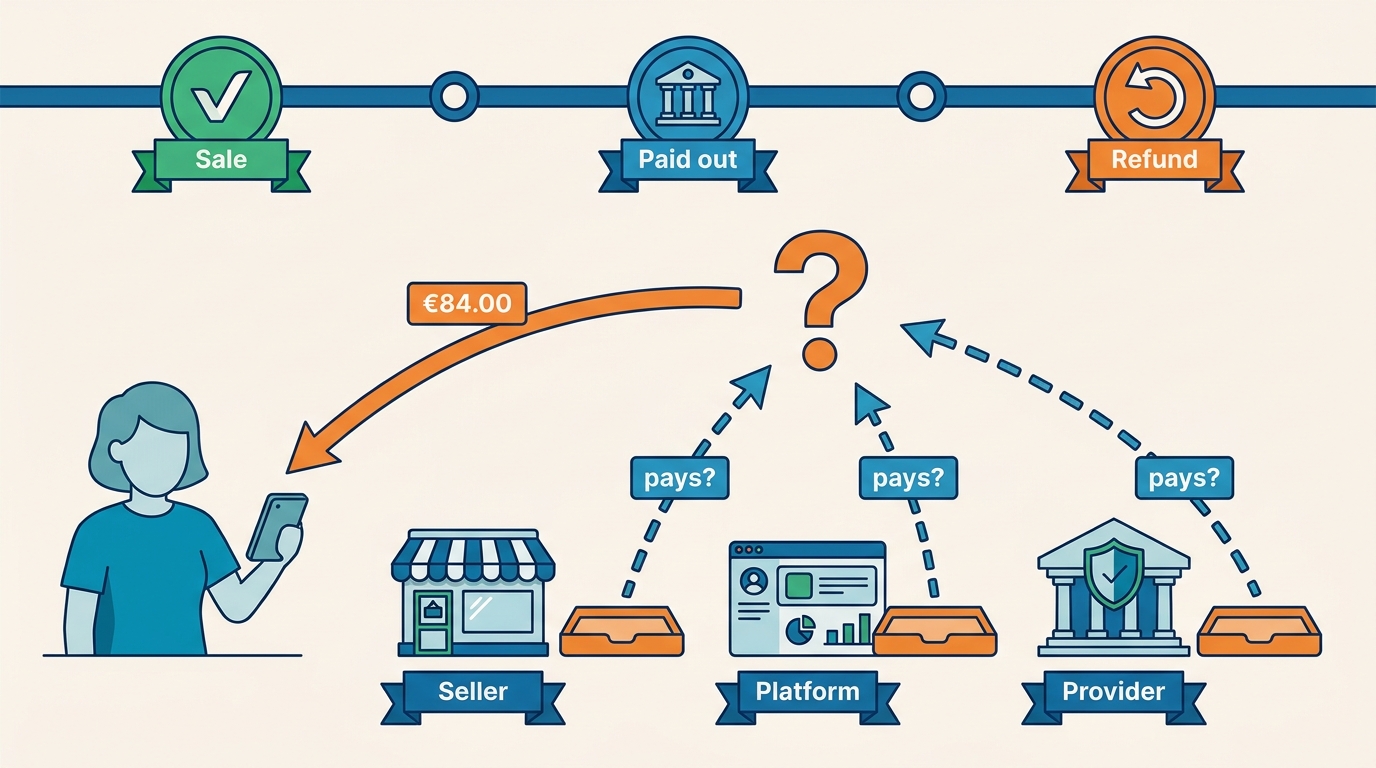 Sale
Paid out
Refund
€84.00
pays?
pays?
pays?
Seller
Platform
Provider